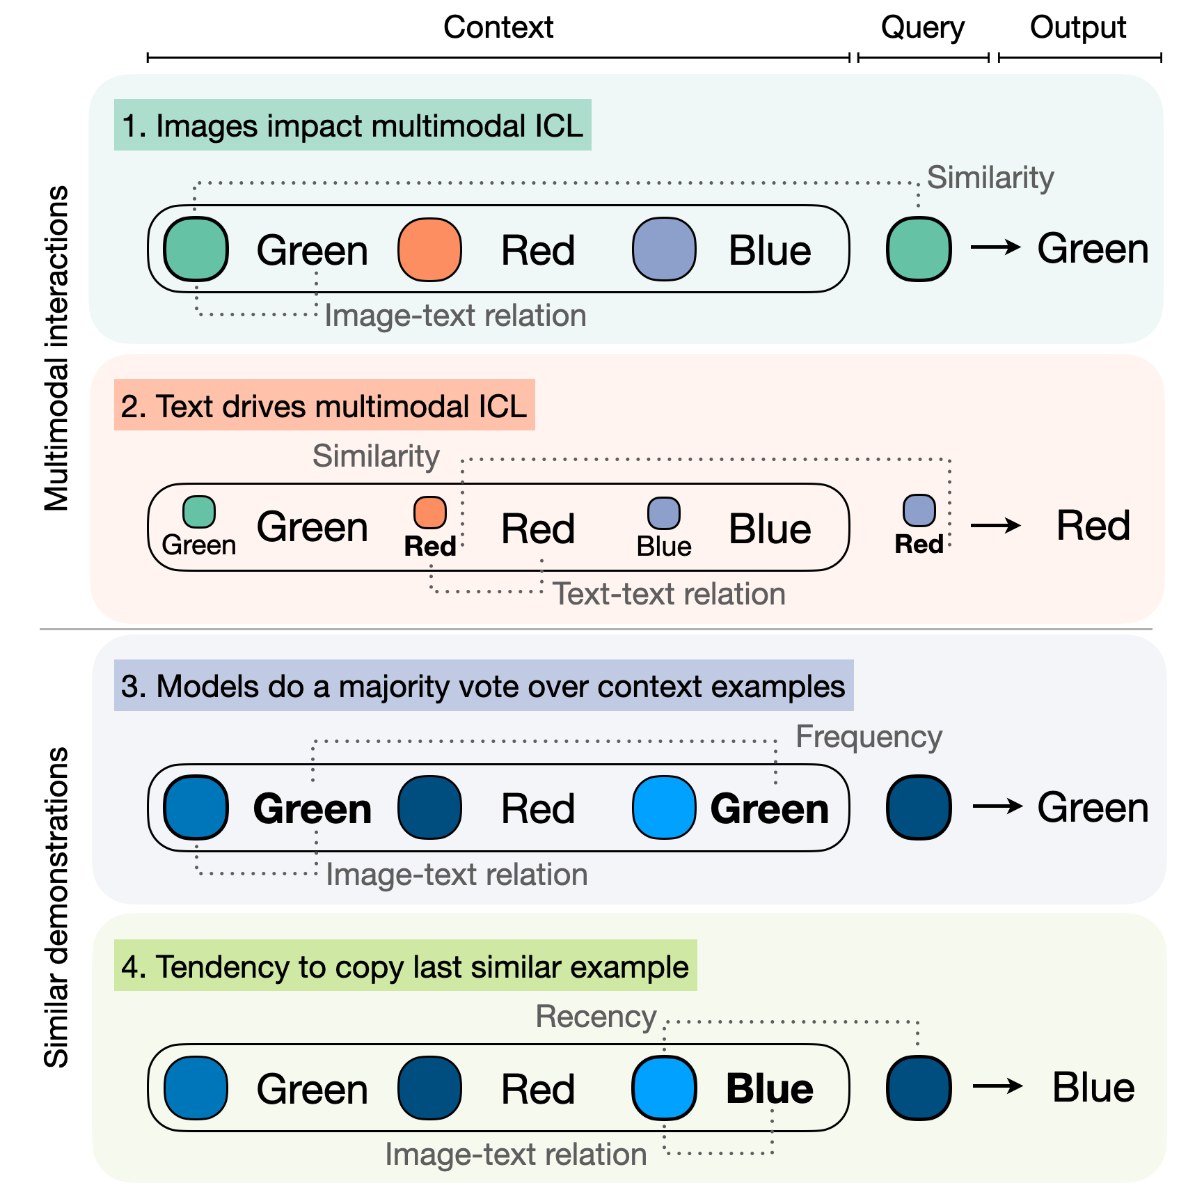 Context Query Output
Multimodal interactions
1. Images impact multimodal ICL
Similarity
Green Red Blue Green
Image-text relation
2. Text drives multimodal ICL
Similarity
Green Green Red Red Blue Blue Red Red
Text-text relation
Similar demonstrations
3. Models do a majority vote over context examples
Frequency
Green Red Green Green
Image-text relation
4. Tendency to copy last similar example
Recency
Green Red Blue Blue
Image-text relation